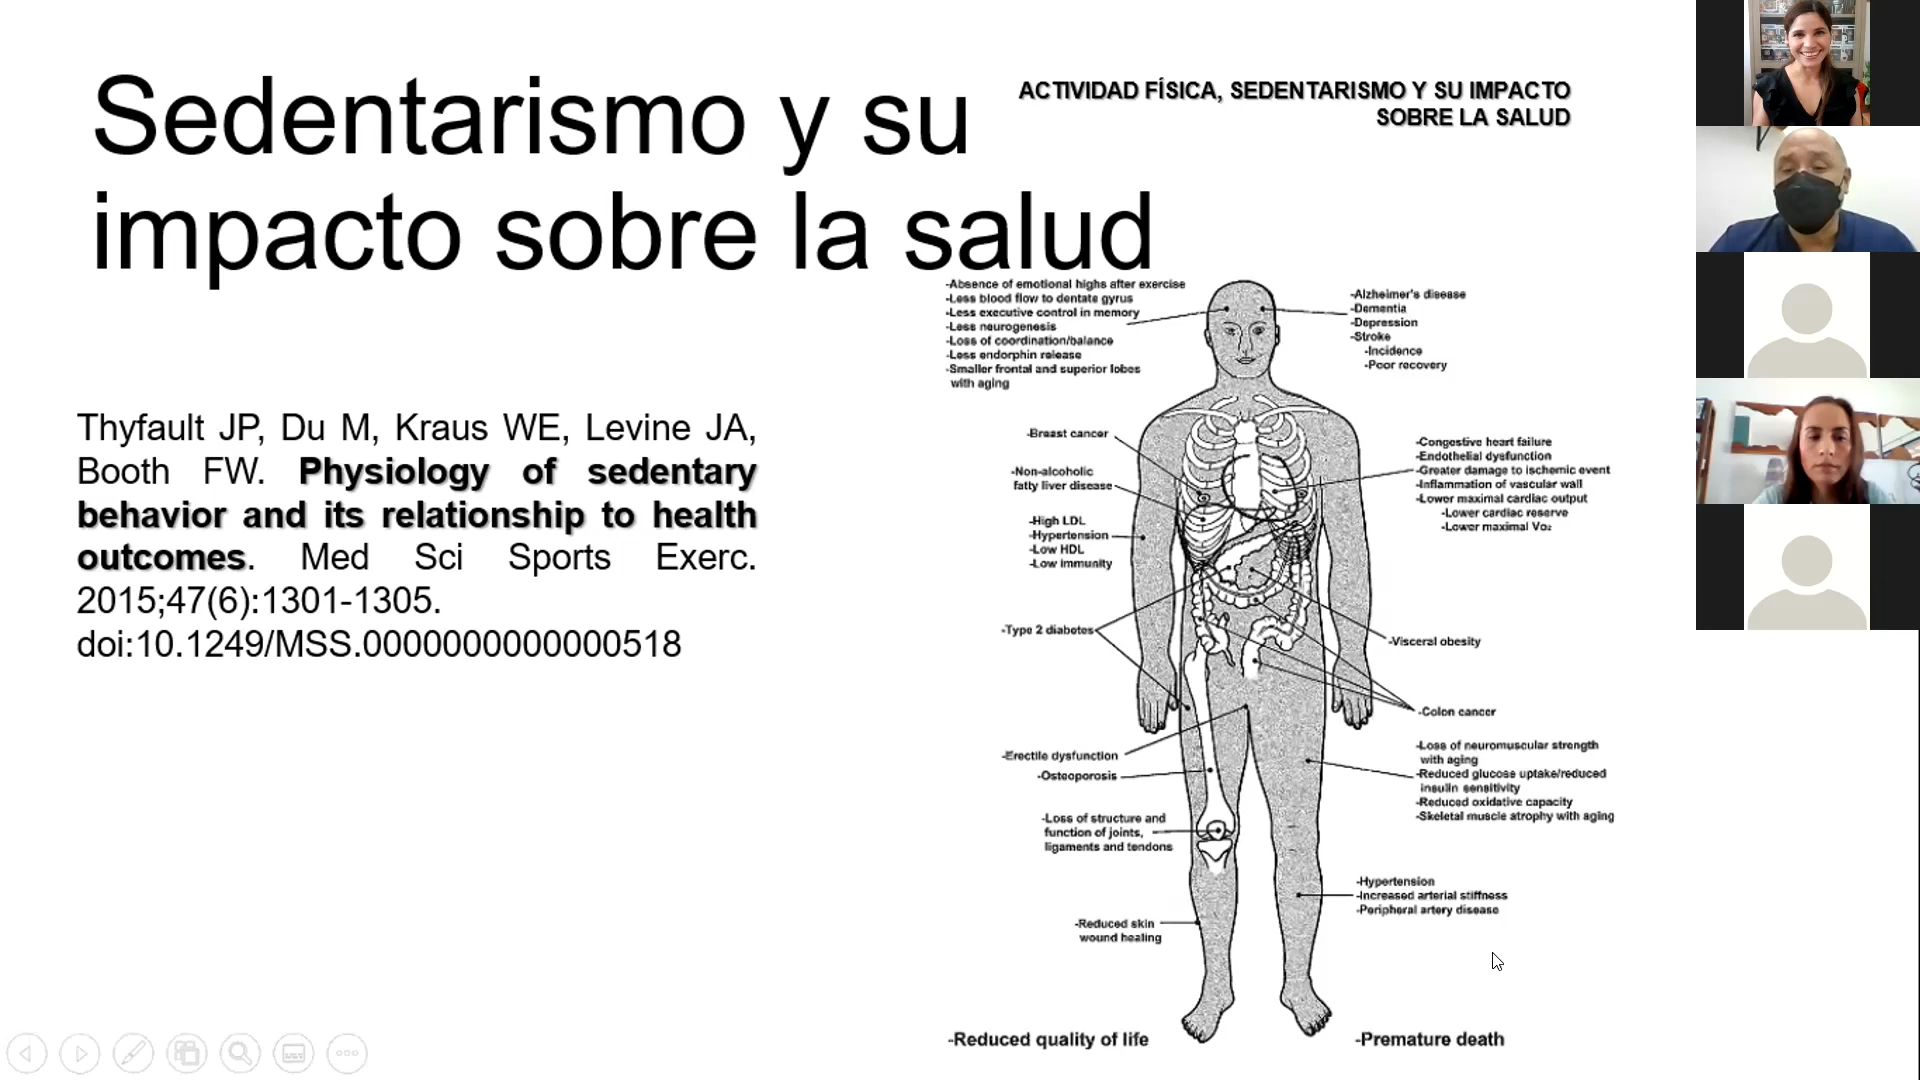 Sedentarismo y su
impacto sobre la salud
ACTIVIDAD FÍSICA, SEDENTARISMO Y SU IMPACTO
SOBRE LA SALUD
Thyfault JP, Du M, Kraus WE, Levine JA,
Booth FW. Physiology of sedentary
behavior and its relationship to health
outcomes. Med Sci Sports Exerc.
2015;47(6):1301-1305.
doi:10.1249/MSS.0000000000000518
-Absence of emotional highs after exercise
-Less blood flow to dentate gyrus
-Less executive control in memory
-Less neurogenesis
-Loss of coordination/balance
-Less endorphin release
-Smaller frontal and superior lobes
with aging
-Breast cancer
-Non-alcoholic
fatty liver disease
-High LDL
-Hypertension
-Low HDL
-Low immunity
-Type 2 diabetes
-Erectile dysfunction
-Osteoporosis
-Loss of structure and
function of joints,
ligaments and tendons
-Reduced skin
wound healing
-Reduced quality of life
-Alzheimer's disease
-Dementia
-Depression
-Stroke
-Incidence
-Poor recovery
-Congestive heart failure
-Endothelial dysfunction
-Greater damage to ischemic event
-Inflammation of vascular wall
-Lower maximal cardiac output
-Lower cardiac reserve
-Lower maximal Vo₂
-Visceral obesity
-Colon cancer
-Loss of neuromuscular strength
with aging
-Reduced glucose uptake/reduced
insulin sensitivity
-Reduced oxidative capacity
-Skeletal muscle atrophy with aging
-Hypertension
-Increased arterial stiffness
-Peripheral artery disease
-Premature death